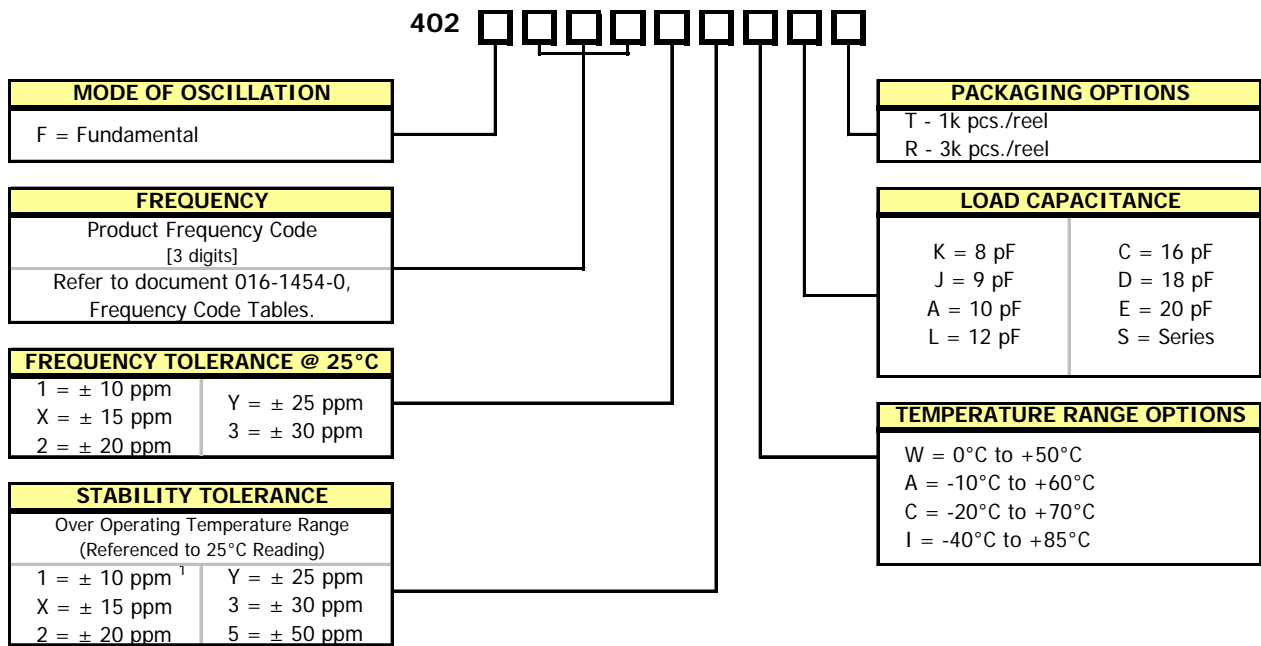 402
MODE OF OSCILLATION
F = Fundamental
FREQUENCY
Product Frequency Code
[3 digits]
Refer to document 016-1454-0,
Frequency Code Tables.
FREQUENCY TOLERANCE @ 25°C
1 = ± 10 ppm
X = ± 15 ppm
2 = ± 20 ppm
Y = ± 25 ppm
3 = ± 30 ppm
STABILITY TOLERANCE
Over Operating Temperature Range
(Referenced to 25°C Reading)
1 = ± 10 ppm ¹
X = ± 15 ppm
2 = ± 20 ppm
Y = ± 25 ppm
3 = ± 30 ppm
5 = ± 50 ppm
PACKAGING OPTIONS
T - 1k pcs./reel
R - 3k pcs./reel
LOAD CAPACITANCE
K = 8 pF
J = 9 pF
A = 10 pF
L = 12 pF
C = 16 pF
D = 18 pF
E = 20 pF
S = Series
TEMPERATURE RANGE OPTIONS
W = 0°C to +50°C
A = -10°C to +60°C
C = -20°C to +70°C
I = -40°C to +85°C